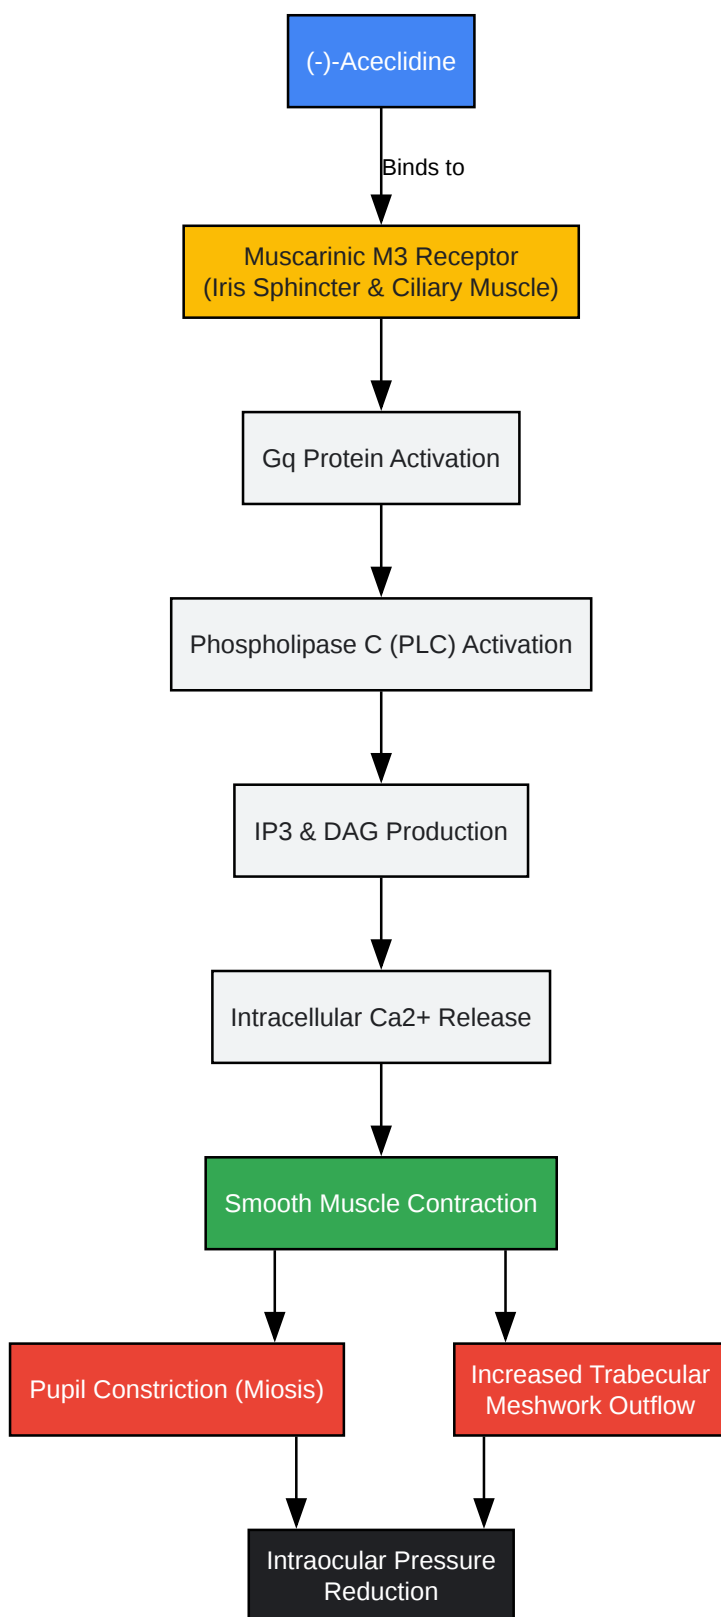 (-)-Aceclidine
Binds to
Muscarinic M3 Receptor
(Iris Sphincter & Ciliary Muscle)
Gq Protein Activation
Phospholipase C (PLC) Activation
IP3 & DAG Production
Intracellular Ca2+ Release
Smooth Muscle Contraction
Pupil Constriction (Miosis)
Increased Trabecular
Meshwork Outflow
Intraocular Pressure
Reduction